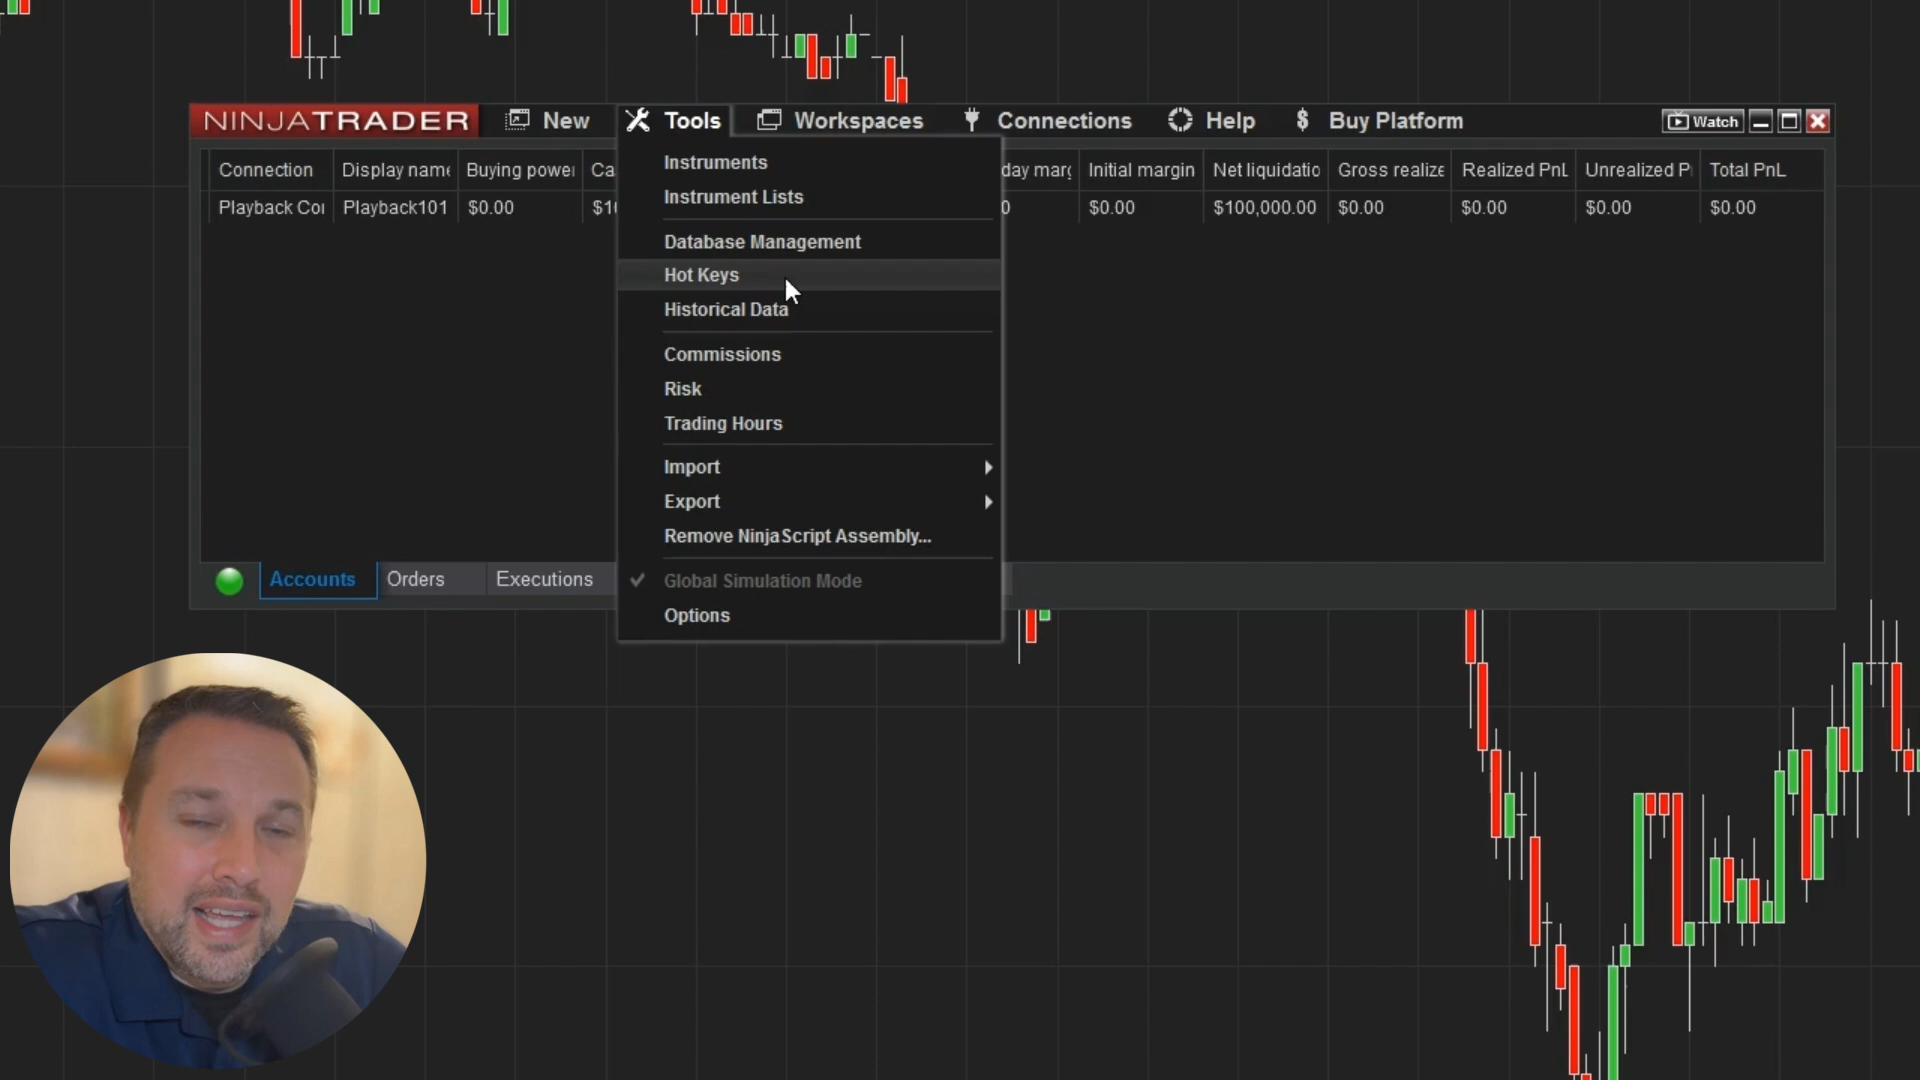 NINJATRADER New Tools Workspaces Connections Help $ Buy Platform Watch
Connection Display name Buying power Ca day marg Initial margin Net liquidatio Gross realize Realized PnL Unrealized P Total PnL
Playback Cor Playback101 $0.00 $10 0 $0.00 $100,000.00 $0.00 $0.00 $0.00 $0.00
Instruments
Instrument Lists
Database Management
Hot Keys
Historical Data
Commissions
Risk
Trading Hours
Import
Export
Remove NinjaScript Assembly...
Global Simulation Mode
Options
Accounts Orders Executions